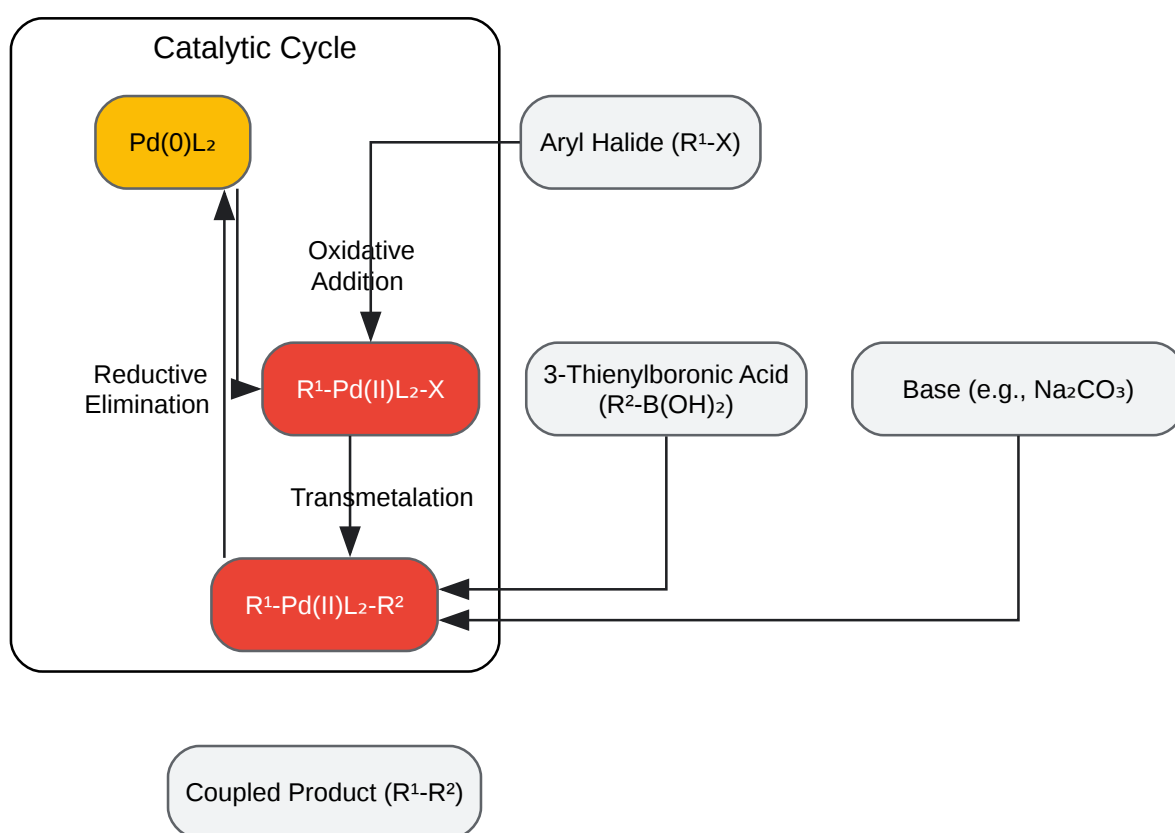 Catalytic Cycle
Pd(0)L₂
Aryl Halide (R¹-X)
Oxidative
Addition
Reductive
Elimination
R¹-Pd(II)L₂-X
3-Thienylboronic Acid
(R²-B(OH)₂)
Base (e.g., Na₂CO₃)
Transmetalation
R¹-Pd(II)L₂-R²
Coupled Product (R¹-R²)